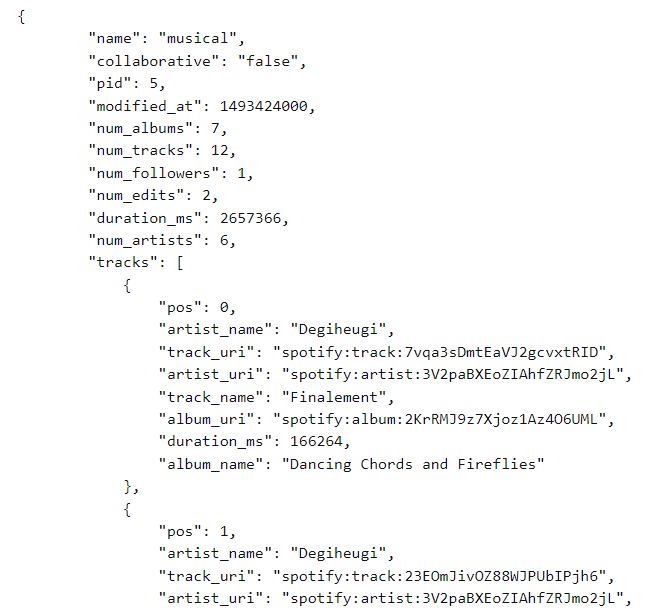 {
"name": "musical",
"collaborative": "false",
"pid": 5,
"modified_at": 1493424000,
"num_albums": 7,
"num_tracks": 12,
"num_followers": 1,
"num_edits": 2,
"duration_ms": 2657366,
"num_artists": 6,
"tracks": [
{
"pos": 0,
"artist_name": "Degiheugi",
"track_uri": "spotify:track:7vqa3sDmtEaVJ2gcvxtRID",
"artist_uri": "spotify:artist:3V2paBXEoZIAhfZRJmo2jL",
"track_name": "Finalement",
"album_uri": "spotify:album:2KrRMJ9z7Xjoz1Az4O6UML",
"duration_ms": 166264,
"album_name": "Dancing Chords and Fireflies"
},
{
"pos": 1,
"artist_name": "Degiheugi",
"track_uri": "spotify:track:23EOmJivOZ88WJPUbIPjh6",
"artist_uri": "spotify:artist:3V2paBXEoZIAhfZRJmo2jL",